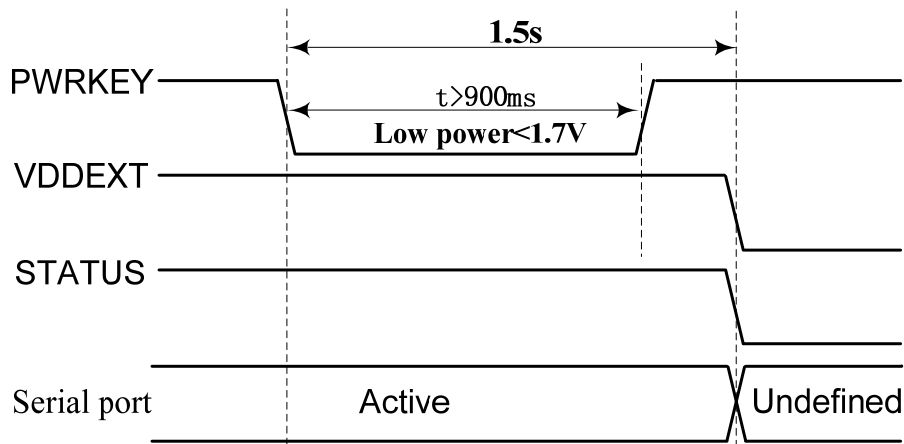 1.5s
PWRKEY
t>900ms
Low power<1.7V
VDDEXT
STATUS
Serial port Active Undefined